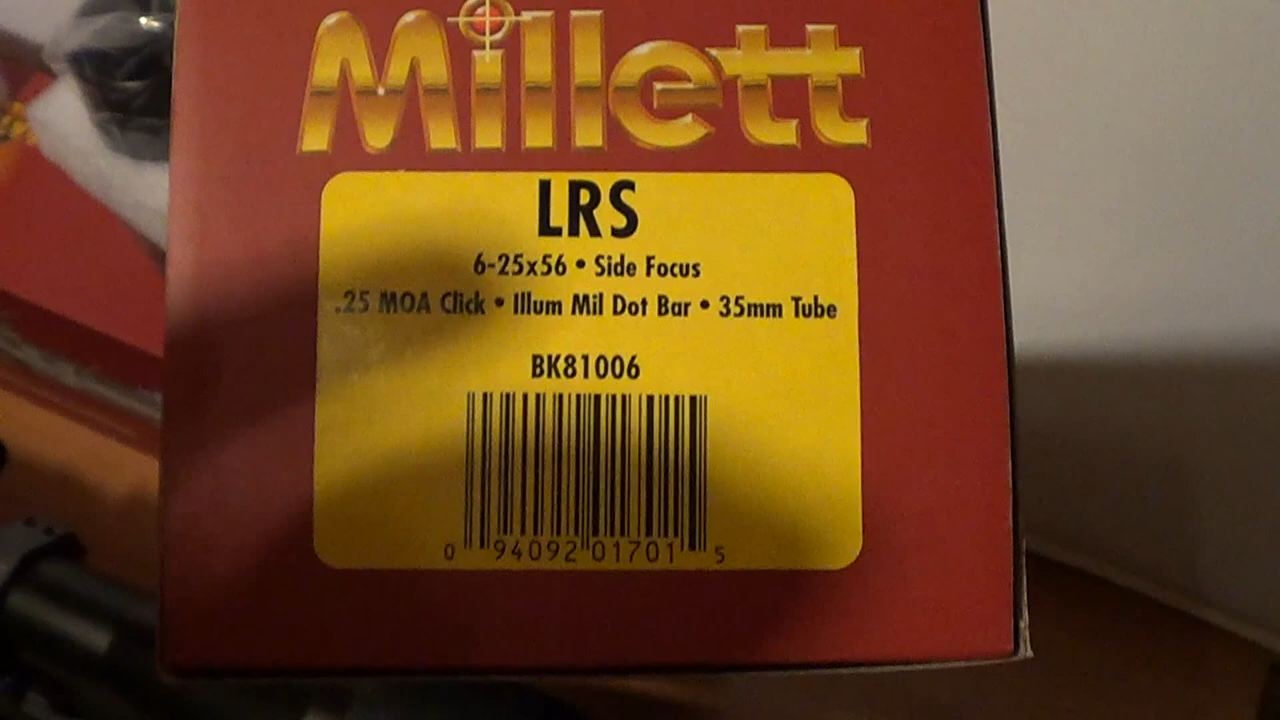 Millett
LRS
6-25x56 • Side Focus
.25 MOA Click • Illum Mil Dot Bar • 35mm Tube
BK81006
0 94092 01701 5